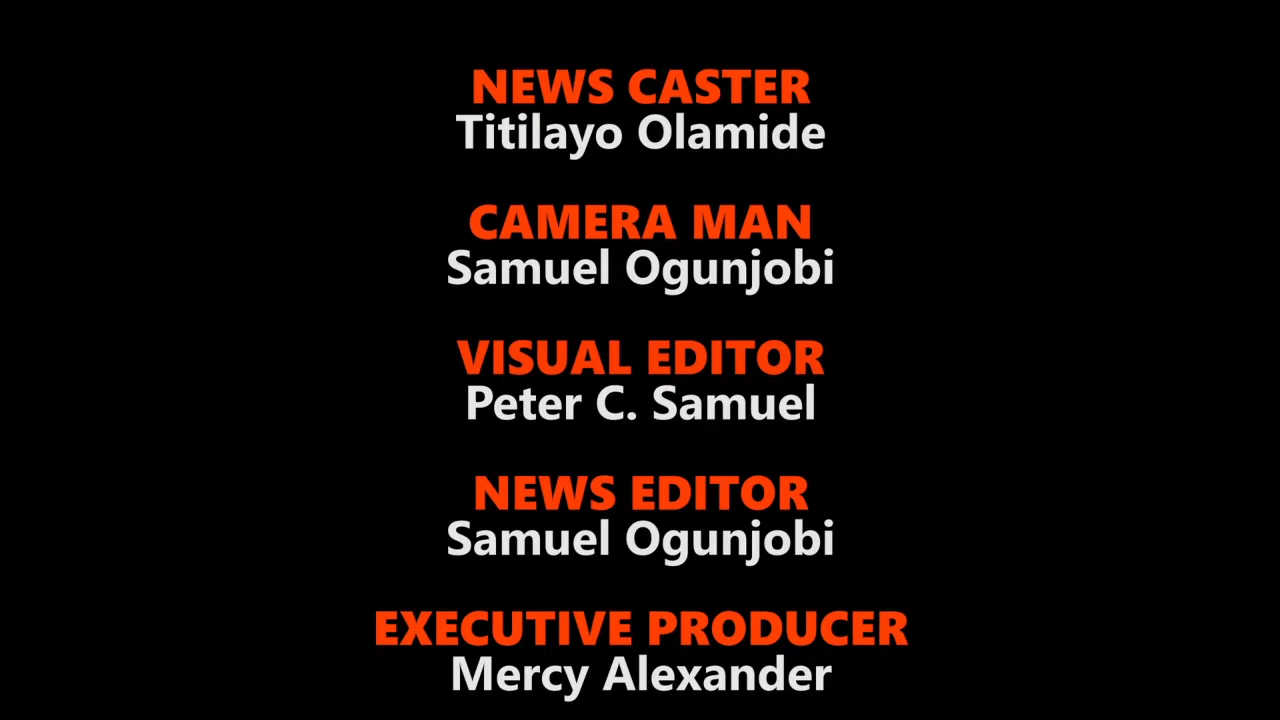 NEWS CASTER
Titilayo Olamide
CAMERA MAN
Samuel Ogunjobi
VISUAL EDITOR
Peter C. Samuel
NEWS EDITOR
Samuel Ogunjobi
EXECUTIVE PRODUCER
Mercy Alexander